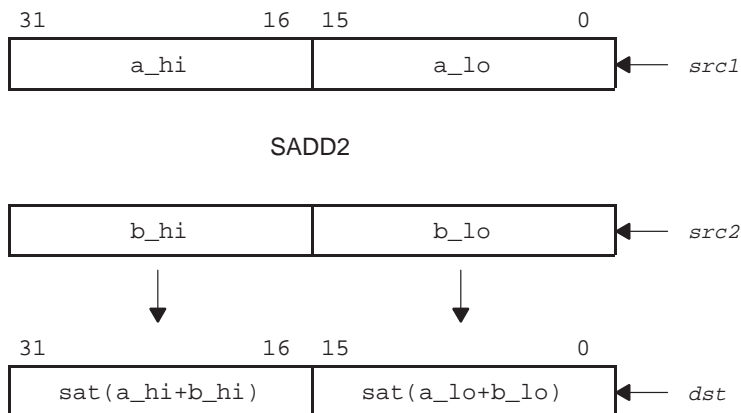 31 16 15 0
a_hi a_lo src1
SADD2
b_hi b_lo src2
31 16 15 0
sat(a_hi+b_hi) sat(a_lo+b_lo) dst